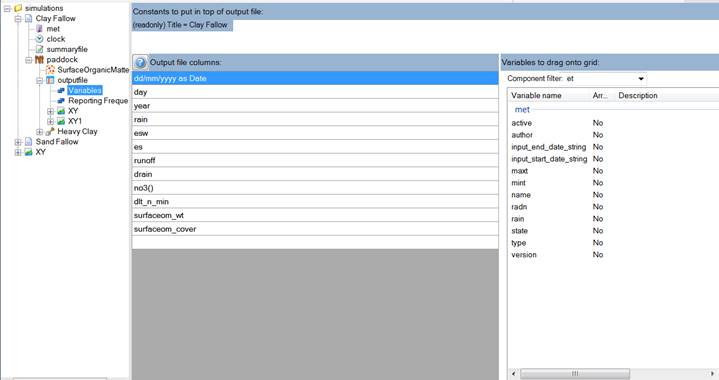 simulations
Clay Fallow
met
clock
summaryfile
paddock
SurfaceOrganicMatte
outputfile
Variables
Reporting Freque
XY
XY1
Heavy Clay
Sand Fallow
XY
Constants to put in top of output file:
(readonly) Title = Clay Fallow
Output file columns:
dd/mm/yyyy as Date
day
year
rain
esw
es
runoff
drain
no3()
dlt_n_min
surfaceom_wt
surfaceom_cover
Variables to drag onto grid:
Component filter: et
Variable name Arr... Description
met
active No
author No
input_end_date_string No
input_start_date_string No
maxt No
mint No
name No
radn No
rain No
state No
type No
version No